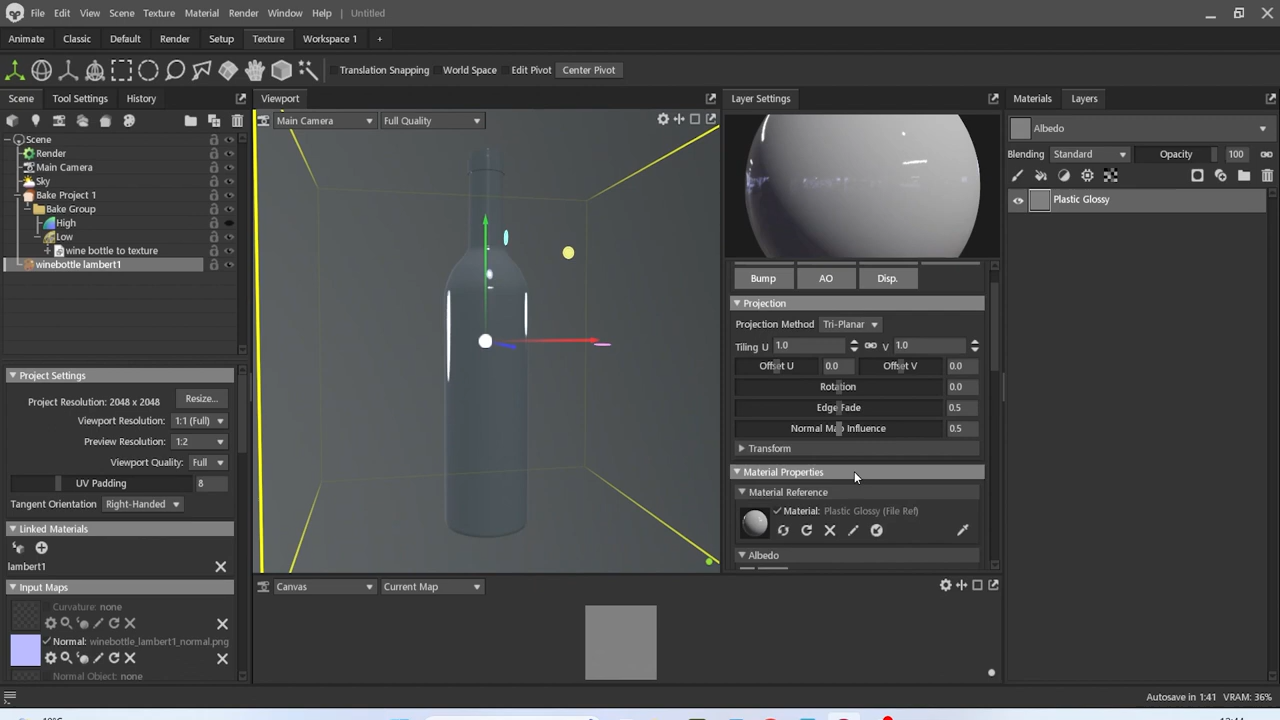 File Edit View Scene Texture Material Render Window Help Untitled
Animate Classic Default Render Setup Texture Workspace 1 +
Translation Snapping World Space Edit Pivot Center Pivot
Scene Tool Settings History
Scene
Render
Main Camera
Sky
Bake Project 1
Bake Group
High
Low
wine bottle to texture
winebottle lambert1
Project Settings
Project Resolution: 2048 x 2048 Resize...
Viewport Resolution: 1:1 (Full)
Preview Resolution: 1:2
Viewport Quality: Full
UV Padding 8
Tangent Orientation Right-Handed
Linked Materials
lambert1
Input Maps
Curvature: none
Normal: winebottle_lambert1_normal.png
Normal Object: none
Viewport
Main Camera Full Quality
Canvas Current Map
Layer Settings
Bump AO Disp.
Projection
Projection Method Tri-Planar
Tiling U 1.0 V 1.0
Offset U 0.0 Offset V 0.0
Rotation 0.0
Edge Fade 0.5
Normal Map Influence 0.5
Transform
Material Properties
Material Reference
Material: Plastic Glossy (File Ref)
Albedo
Materials Layers
Albedo
Blending Standard Opacity 100
Plastic Glossy
Autosave in 1:41 VRAM: 36%